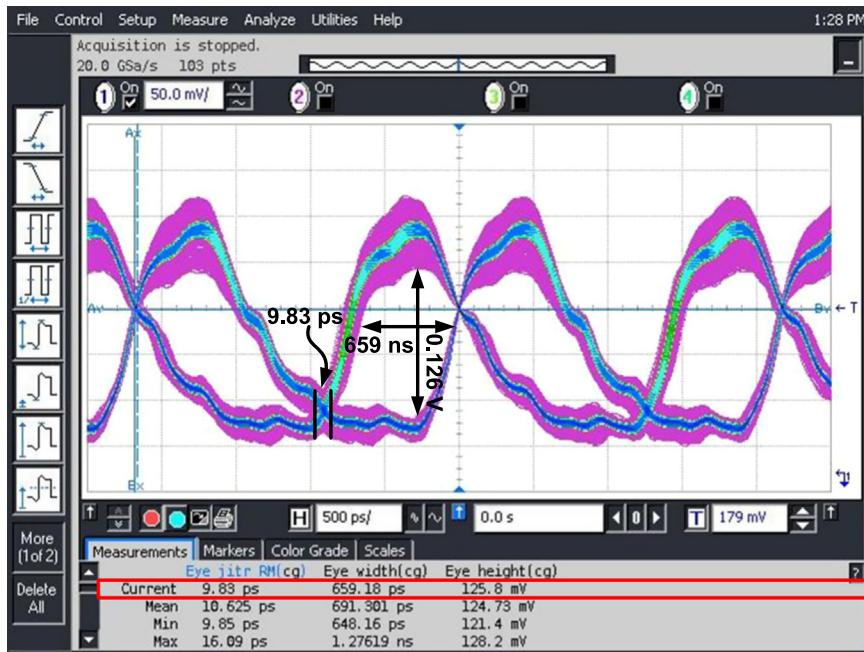 File Control Setup Measure Analyze Utilities Help 1:28 PM
Acquisition is stopped.
20.0 GSa/s 103 pts
1 On 50.0 mV/ 2 On 3 On 4 On
Ax
Ay By T
9.83 ps
659 ns
0.126 V
Bx
H 500 ps/ 0.0 s 0 T 179 mV
More
(1of 2)
Delete
All
Measurements Markers Color Grade Scales
Eye jitr RM(cg) Eye width(cg) Eye height(cg) ?
Current 9.83 ps 659.18 ps 125.8 mV
Mean 10.625 ps 691.301 ps 124.73 mV
Min 9.85 ps 648.16 ps 121.4 mV
Max 16.09 ps 1.27619 ns 128.2 mV